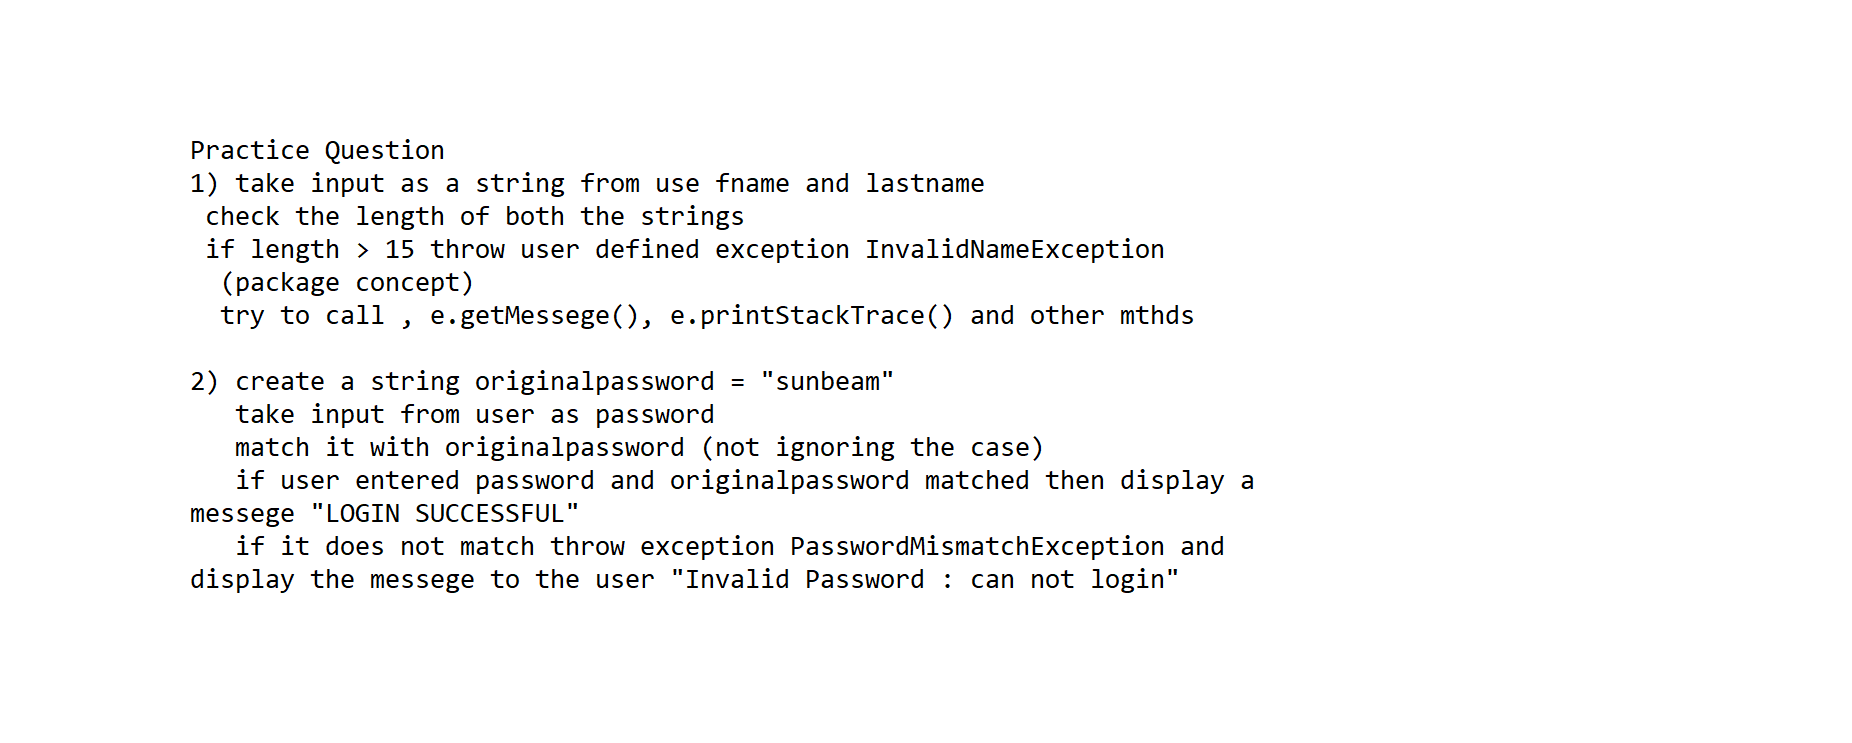 Practice Question
1) take input as a string from use fname and lastname
check the length of both the strings
if length > 15 throw user defined exception InvalidNameException
(package concept)
try to call , e.getMessege(), e.printStackTrace() and other mthds
2) create a string originalpassword = "sunbeam"
take input from user as password
match it with originalpassword (not ignoring the case)
if user entered password and originalpassword matched then display a
messege "LOGIN SUCCESSFUL"
if it does not match throw exception PasswordMismatchException and
display the messege to the user "Invalid Password : can not login"